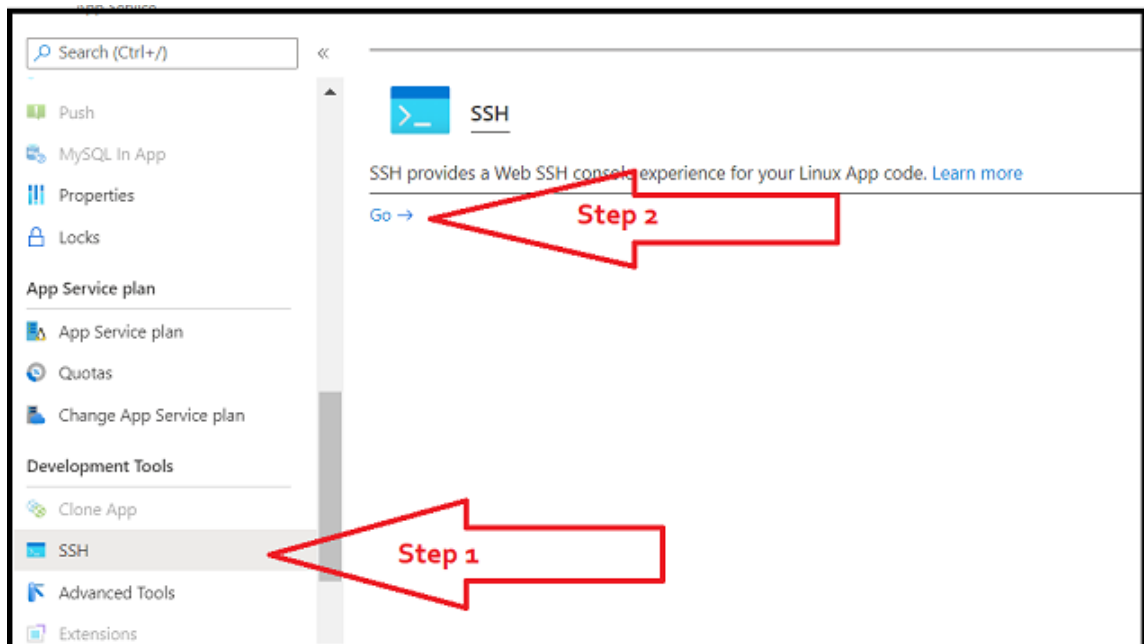 App Service
Search (Ctrl+/)
«
Push
MySQL In App
Properties
Locks
App Service plan
App Service plan
Quotas
Change App Service plan
Development Tools
Clone App
SSH
Advanced Tools
Extensions
SSH
SSH provides a Web SSH console experience for your Linux App code. Learn more
Go →
Step 2
Step 1